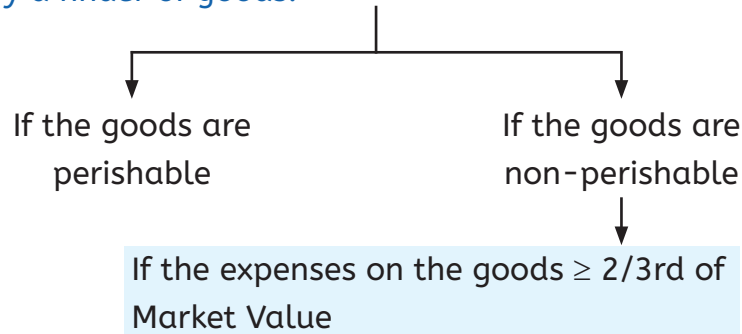 a finder of goods.
If the goods are
perishable
If the goods are
non-perishable
If the expenses on the goods ≥ 2/3rd of
Market Value